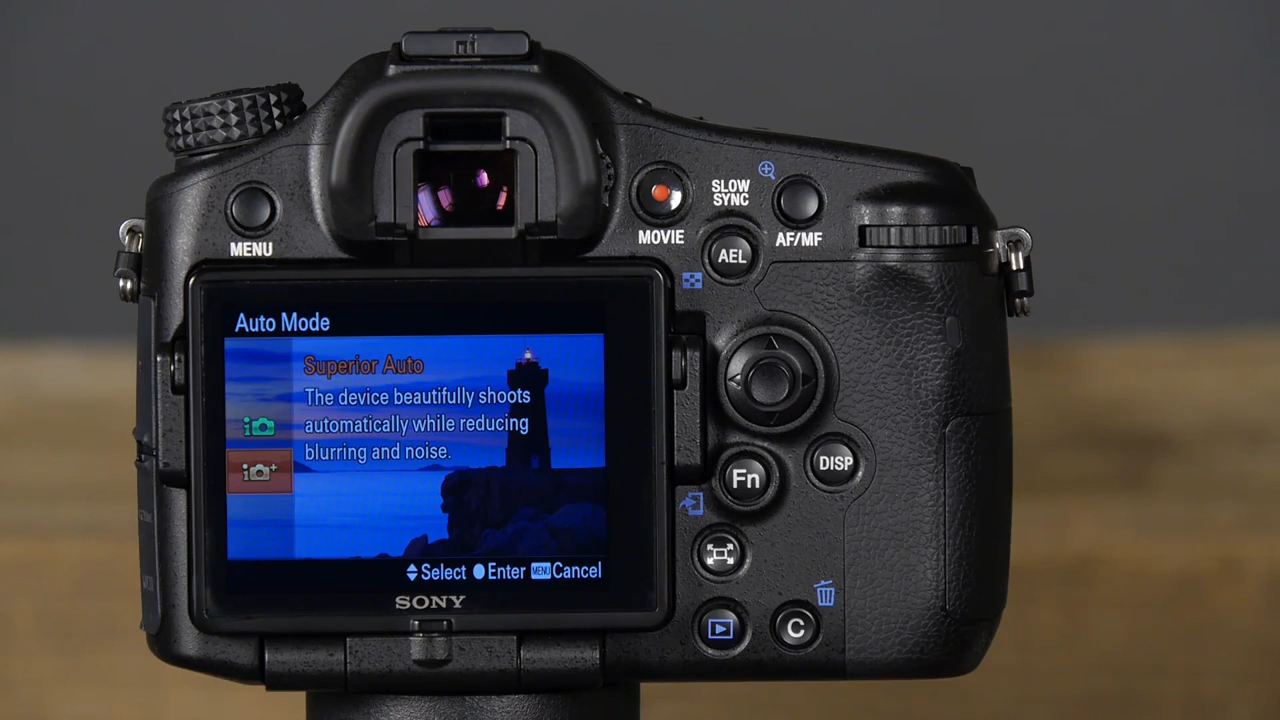 MENU
MOVIE
SLOW
SYNC
AF/MF
AEL
Auto Mode
Superior Auto
The device beautifully shoots
automatically while reducing
blurring and noise.
i
i
Select Enter MENU Cancel
SONY
DISP
Fn
C